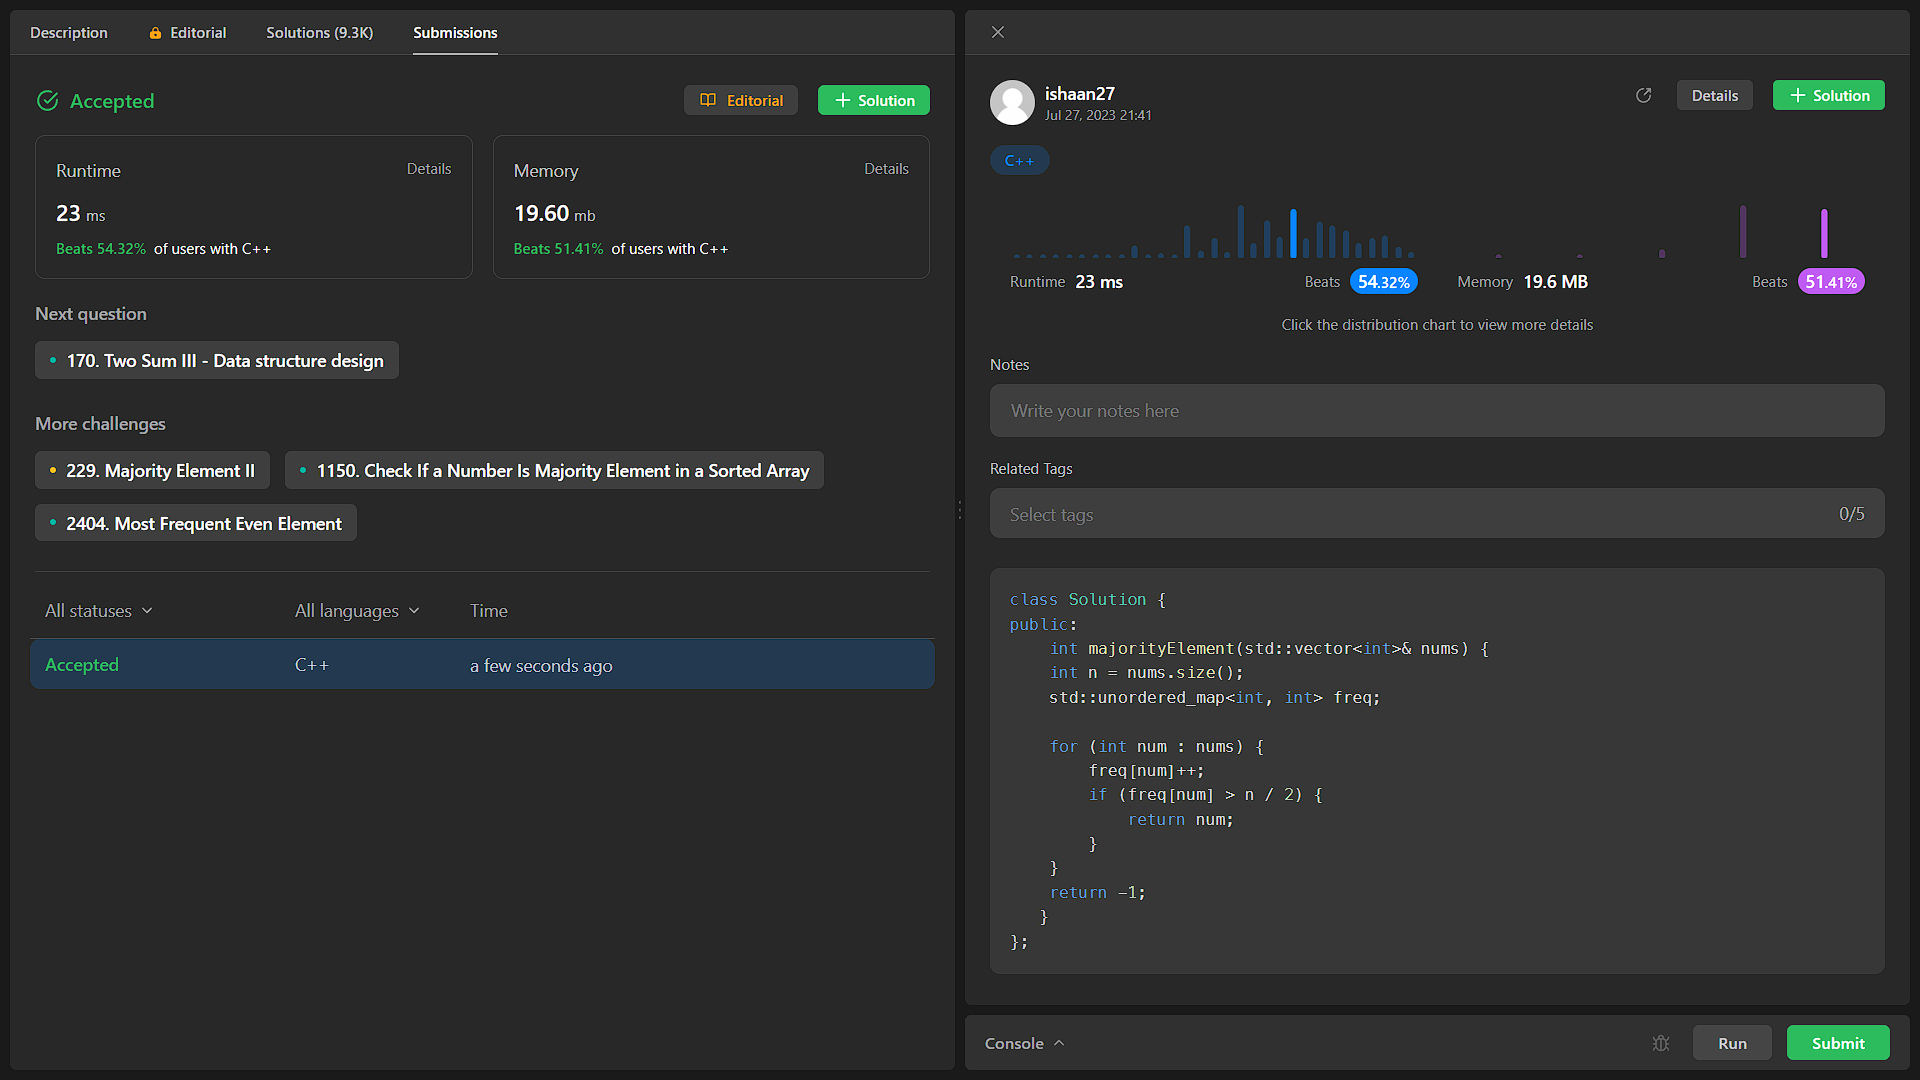 Description Editorial Solutions (9.3K) Submissions
Accepted Editorial + Solution
Runtime Details
23 ms
Beats 54.32% of users with C++
Memory Details
19.60 mb
Beats 51.41% of users with C++
Next question
170. Two Sum III - Data structure design
More challenges
229. Majority Element II 1150. Check If a Number Is Majority Element in a Sorted Array
2404. Most Frequent Even Element
All statuses All languages Time
Accepted C++ a few seconds ago
ishaan27
Jul 27, 2023 21:41
Details + Solution
C++
Runtime 23 ms Beats 54.32% Memory 19.6 MB Beats 51.41%
Click the distribution chart to view more details
Notes
Write your notes here
Related Tags
Select tags 0/5
class Solution {
public:
    int majorityElement(std::vector<int>& nums) {
    int n = nums.size();
    std::unordered_map<int, int> freq;
    for (int num : nums) {
        freq[num]++;
        if (freq[num] > n / 2) {
            return num;
        }
    }
    return -1;
   }
};
Console Run Submit